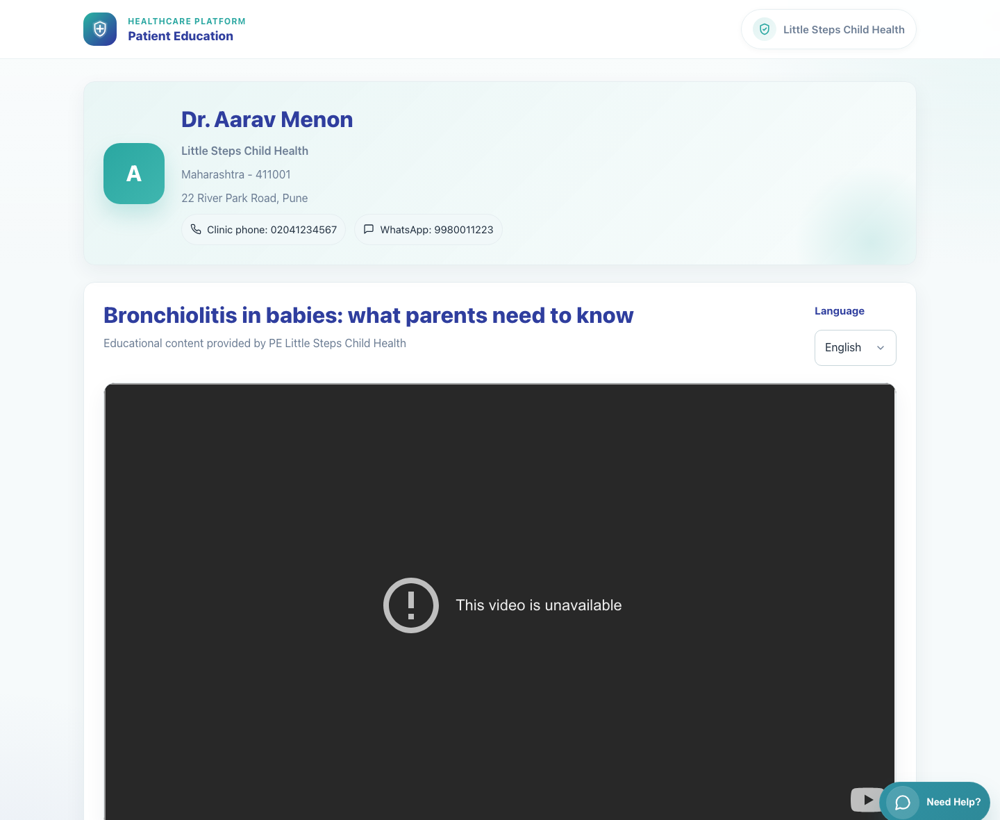 HEALTHCARE PLATFORM
Patient Education
Little Steps Child Health
Dr. Aarav Menon
A
Little Steps Child Health
Maharashtra - 411001
22 River Park Road, Pune
Clinic phone: 02041234567
WhatsApp: 9980011223
Bronchiolitis in babies: what parents need to know
Educational content provided by PE Little Steps Child Health
Language
English
This video is unavailable
Need Help?